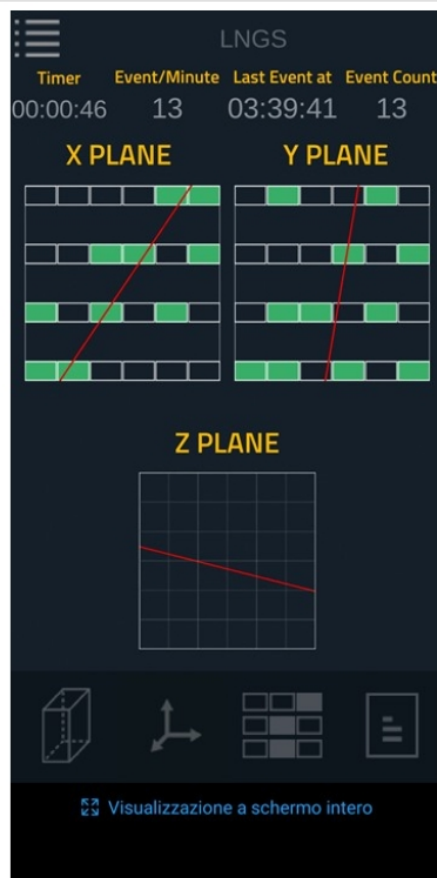 LNGS
Timer Event/Minute Last Event at Event Count
00:00:46 13 03:39:41 13
X PLANE Y PLANE
Z PLANE
Visualizzazione a schermo intero